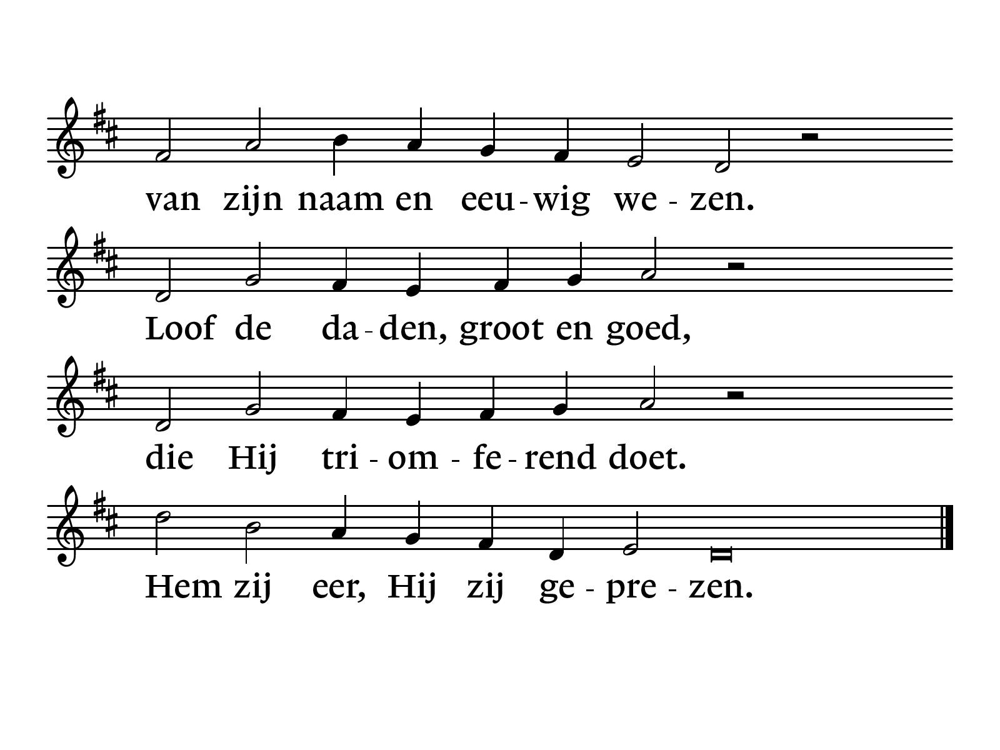 van zijn naam en eeu - wig we - zen.
Loof de da - den, groot en goed,
die Hij tri - om - fe - rend doet.
Hem zij eer, Hij zij ge - pre - zen.